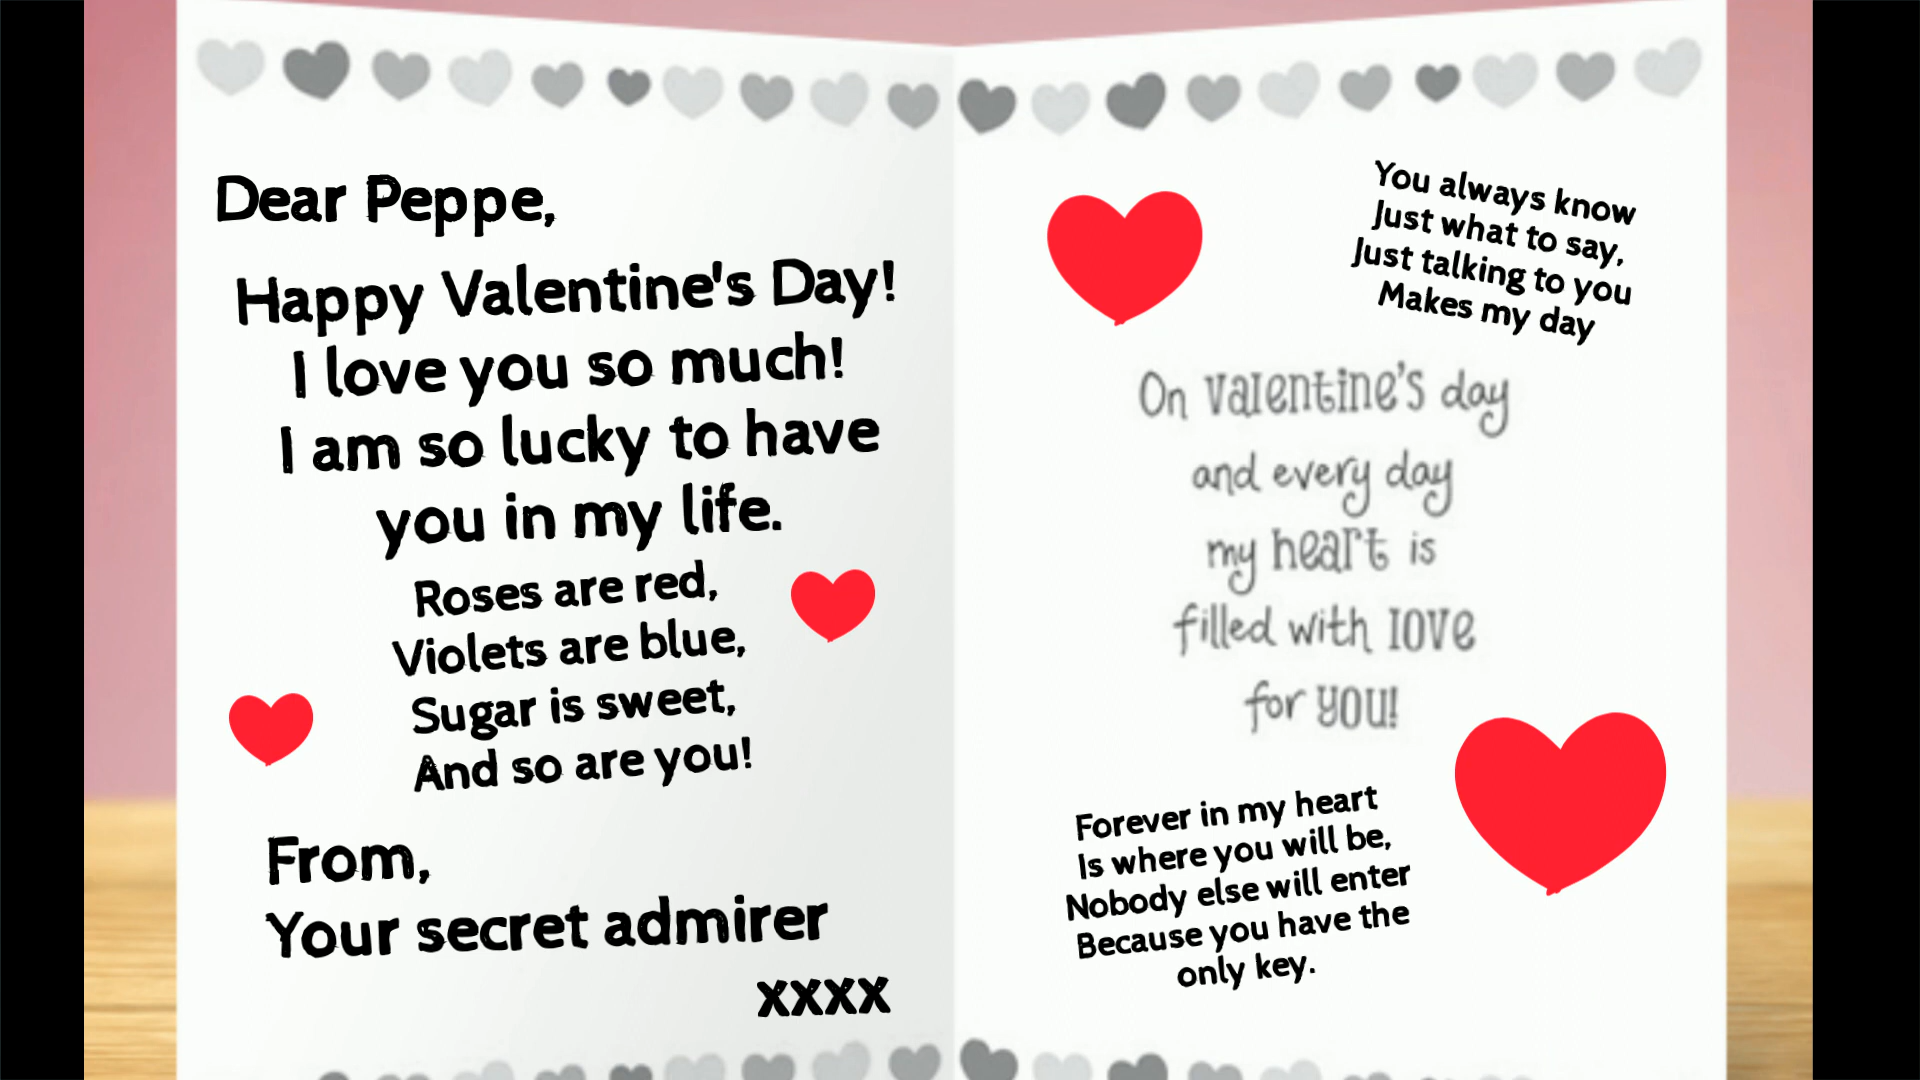 Dear Peppe,
Happy Valentine's Day!
I love you so much!
I am so lucky to have
you in my life.
Roses are red,
Violets are blue,
Sugar is sweet,
And so are you!
From,
Your secret admirer
xxxx
You always know
Just what to say,
Just talking to you
Makes my day
On Valentine's day
and every day
my heart is
filled with love
for you!
Forever in my heart
Is where you will be,
Nobody else will enter
Because you have the
only key.